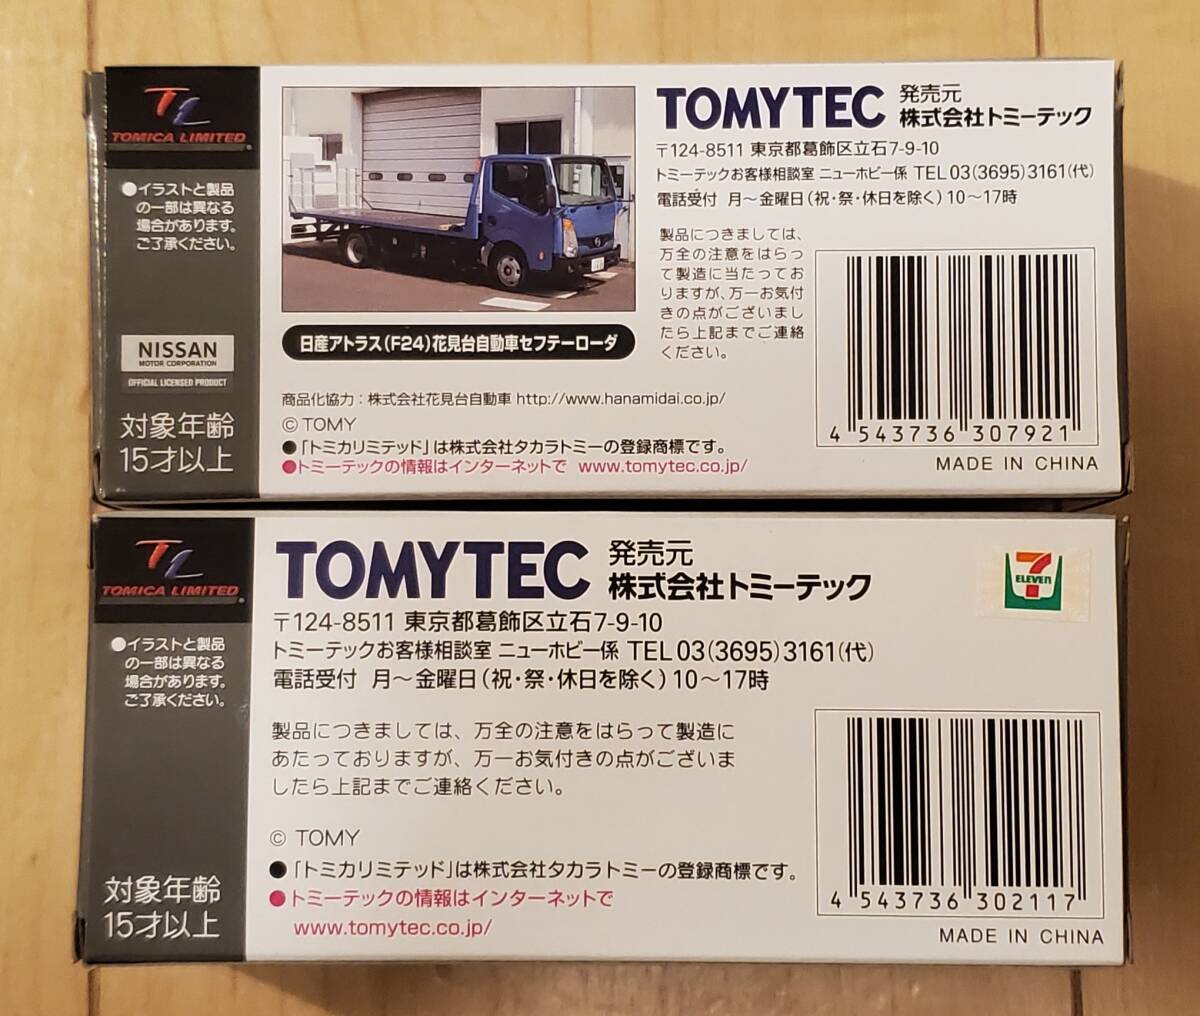 TL
TOMICA LIMITED
●イラストと製品
の一部は異なる
場合があります。
ご了承ください。
NISSAN
MOTOR CORPORATION
OFFICIAL LICENSED PRODUCT
対象年齢
15才以上
日産アトラス(F24)花見台自動車セフテーローダ
TOMYTEC 発売元
株式会社トミーテック
〒124-8511 東京都葛飾区立石7-9-10
トミーテックお客様相談室 ニューホビー係 TEL 03(3695)3161(代)
電話受付 月〜金曜日(祝・祭・休日を除く)10〜17時
製品につきましては、
万全の注意をはらっ
て製造に当たってお
りますが、万一お気付
きの点がございまし
たら上記までご連絡
ください。
商品化協力:株式会社花見台自動車 http://www.hanamidai.co.jp/
© TOMY
●「トミカリミテッド」は株式会社タカラトミーの登録商標です。
●トミーテックの情報はインターネットで www.tomytec.co.jp/
4 543736 307921
MADE IN CHINA
TL
TOMICA LIMITED
●イラストと製品
の一部は異なる
場合があります。
ご了承ください。
対象年齢
15才以上
TOMYTEC 発売元
株式会社トミーテック
〒124-8511 東京都葛飾区立石7-9-10
トミーテックお客様相談室 ニューホビー係 TEL 03(3695)3161(代)
電話受付 月〜金曜日(祝・祭・休日を除く)10〜17時
7
ELEVEN
製品につきましては、万全の注意をはらって製造に
あたっておりますが、万一お気付きの点がございま
したら上記までご連絡ください。
© TOMY
●「トミカリミテッド」は株式会社タカラトミーの登録商標です。
●トミーテックの情報はインターネットで
www.tomytec.co.jp/
4 543736 302117
MADE IN CHINA